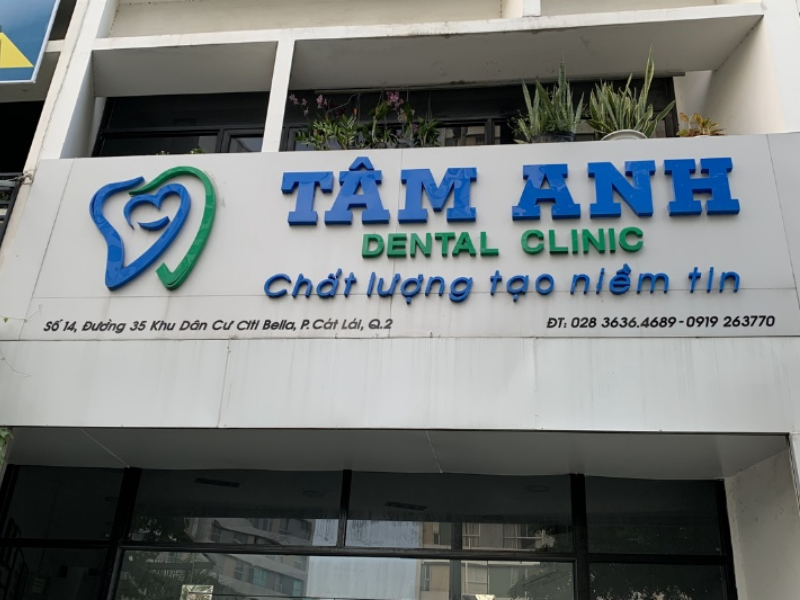 TÂM ANH
DENTAL CLINIC
Chất lượng tạo niềm tin
Số 14, Đương 35 Khu Dân Cư Citi Bella, P. Cát Lái, Q.2
ĐT: 028 3636.4689 - 0919 263770